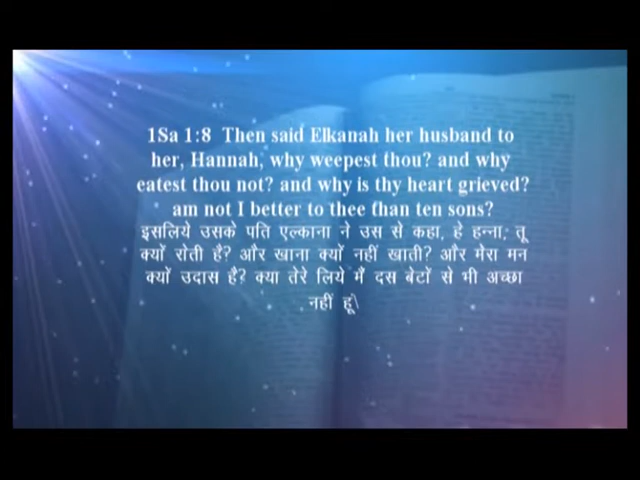 1Sa 1:8 Then said Elkanah her husband to
her, Hannah, why weepest thou? and why
eatest thou not? and why is thy heart grieved?
am not I better to thee than ten sons?
इसलिये उसके पति एल्काना ने उस से कहा, हे हन्ना, तू
क्यों रोती है? और खाना क्यों नहीं खाती? और मेरा मन
क्यों उदास है? क्या तेरे लिये मैं दस बेटों से भी अच्छा
नहीं हूं\